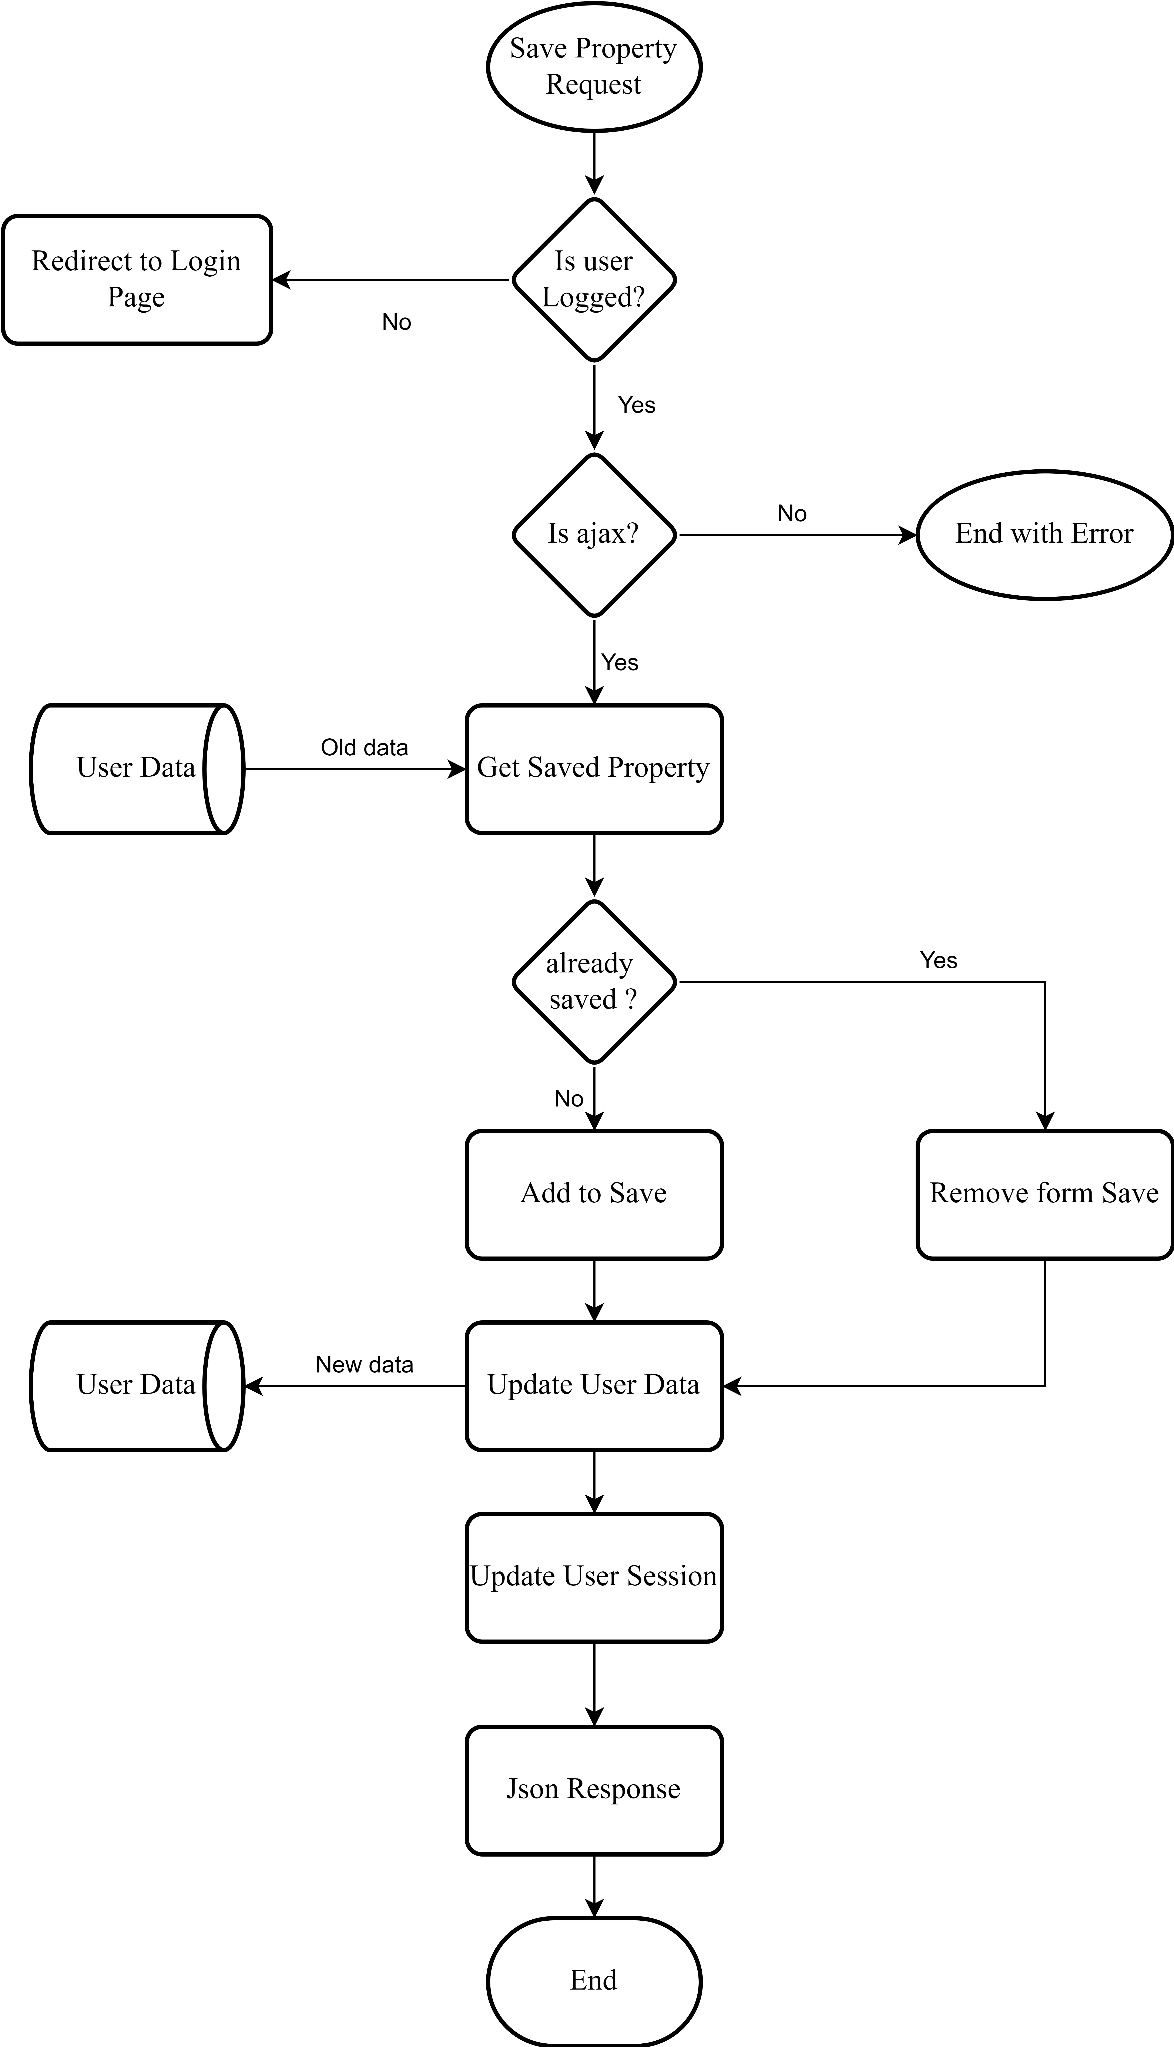 Save Property
Request
Is user
Logged?
Redirect to Login
Page
No
Yes
Is ajax?
No
End with Error
Yes
User Data
Old data
Get Saved Property
already
saved ?
Yes
No
Add to Save
Remove form Save
User Data
New data
Update User Data
Update User Session
Json Response
End